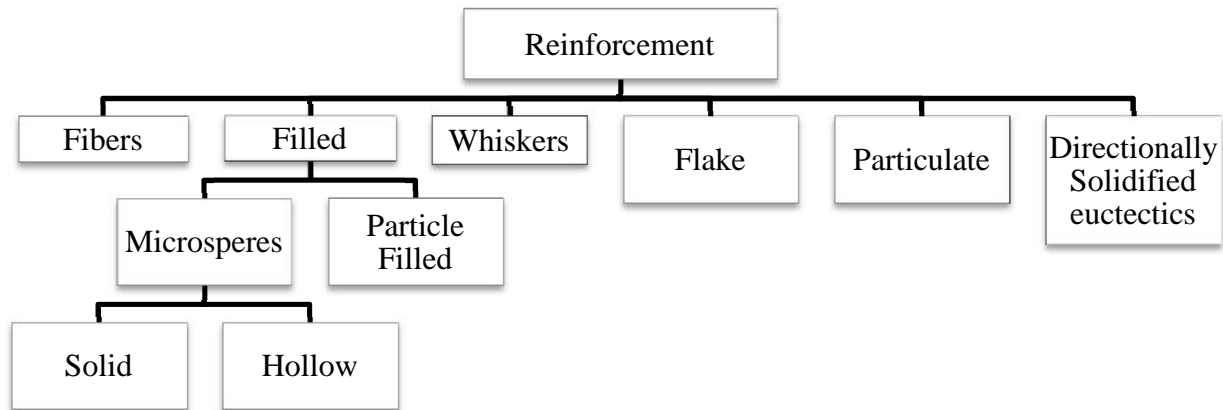 Reinforcement
Fibers
Filled
Whiskers
Flake
Particulate
Directionally
Solidified
euctectics
Microsperes
Particle
Filled
Solid
Hollow